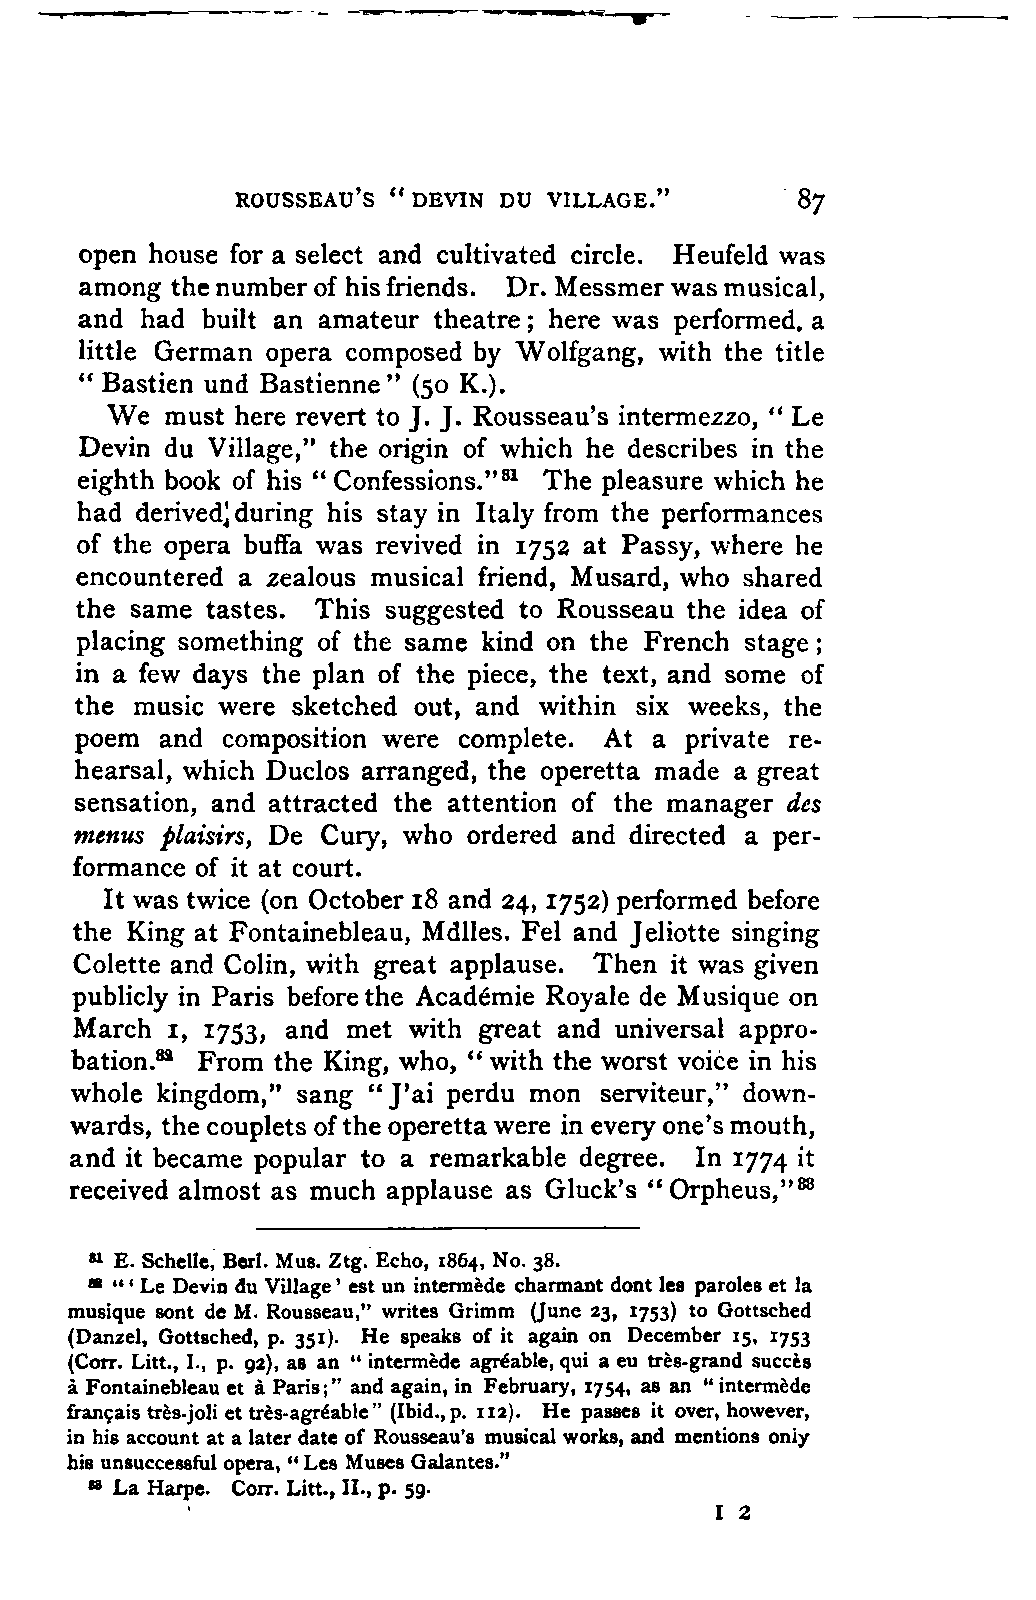 ROUSSEAU'S "DEVIN DU VILLAGE." 87
open house for a select and cultivated circle. Heufeld was
among the number of his friends. Dr. Messmer was musical,
and had built an amateur theatre; here was performed, a
little German opera composed by Wolfgang, with the title
"Bastien und Bastienne" (50 K.).
We must here revert to J. J. Rousseau's intermezzo, "Le
Devin du Village," the origin of which he describes in the
eighth book of his "Confessions."81 The pleasure which he
had derived during his stay in Italy from the performances
of the opera buffa was revived in 1752 at Passy, where he
encountered a zealous musical friend, Musard, who shared
the same tastes. This suggested to Rousseau the idea of
placing something of the same kind on the French stage;
in a few days the plan of the piece, the text, and some of
the music were sketched out, and within six weeks, the
poem and composition were complete. At a private re-
hearsal, which Duclos arranged, the operetta made a great
sensation, and attracted the attention of the manager des
menus plaisirs, De Cury, who ordered and directed a per-
formance of it at court.
It was twice (on October 18 and 24, 1752) performed before
the King at Fontainebleau, Mdlles. Fel and Jeliotte singing
Colette and Colin, with great applause. Then it was given
publicly in Paris before the Académie Royale de Musique on
March 1, 1753, and met with great and universal appro-
bation.82 From the King, who, "with the worst voice in his
whole kingdom," sang "J'ai perdu mon serviteur," down-
wards, the couplets of the operetta were in every one's mouth,
and it became popular to a remarkable degree. In 1774 it
received almost as much applause as Gluck's "Orpheus,"83
81 E. Schelle, Berl. Mus. Ztg. Echo, 1864, No. 38.
82 "'Le Devin du Village' est un intermède charmant dont les paroles et la
musique sont de M. Rousseau," writes Grimm (June 23, 1753) to Gottsched
(Danzel, Gottsched, p. 351). He speaks of it again on December 15, 1753
(Corr. Litt., I., p. 92), as an "intermède agréable, qui a eu très-grand succès
à Fontainebleau et à Paris;" and again, in February, 1754, as an "intermède
français très-joli et très-agréable" (Ibid., p. 112). He passes it over, however,
in his account at a later date of Rousseau's musical works, and mentions only
his unsuccessful opera, "Les Muses Galantes."
83 La Harpe. Corr. Litt., II., p. 59.
I 2